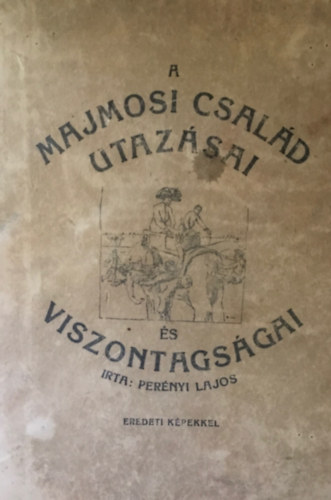 A
MAJMOSI CSALÁD
UTAZÁSAI
ÉS
VISZONTAGSÁGAI
IRTA: PERÉNYI LAJOS
EREDETI KÉPEKKEL